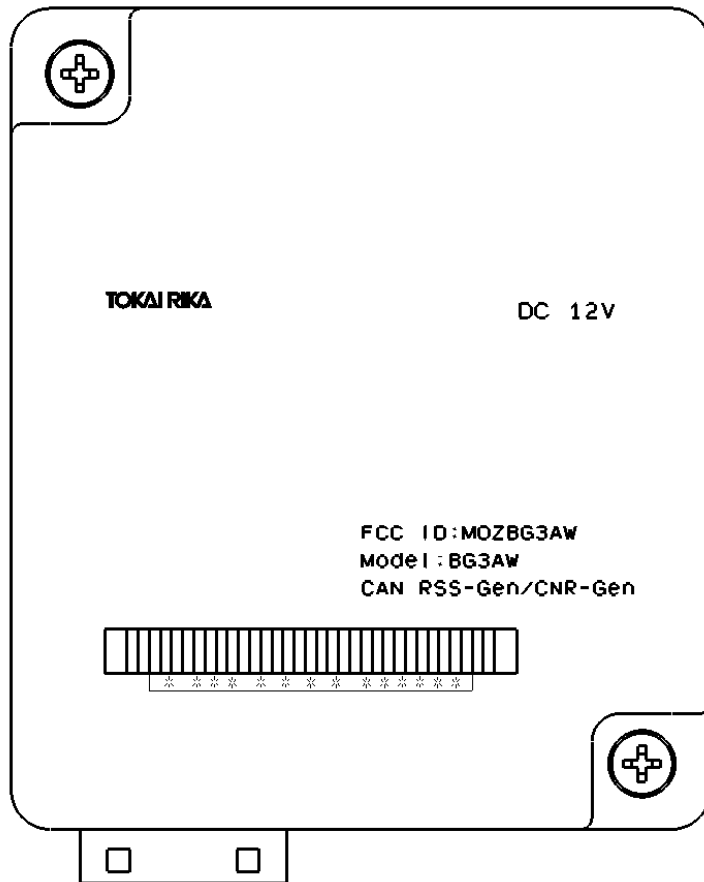 TOKAI RIKA
DC 12V
FCC ID:MOZBG3AW
Model:BG3AW
CAN RSS-Gen/CNR-Gen
* * * * * * * * * * * * * *